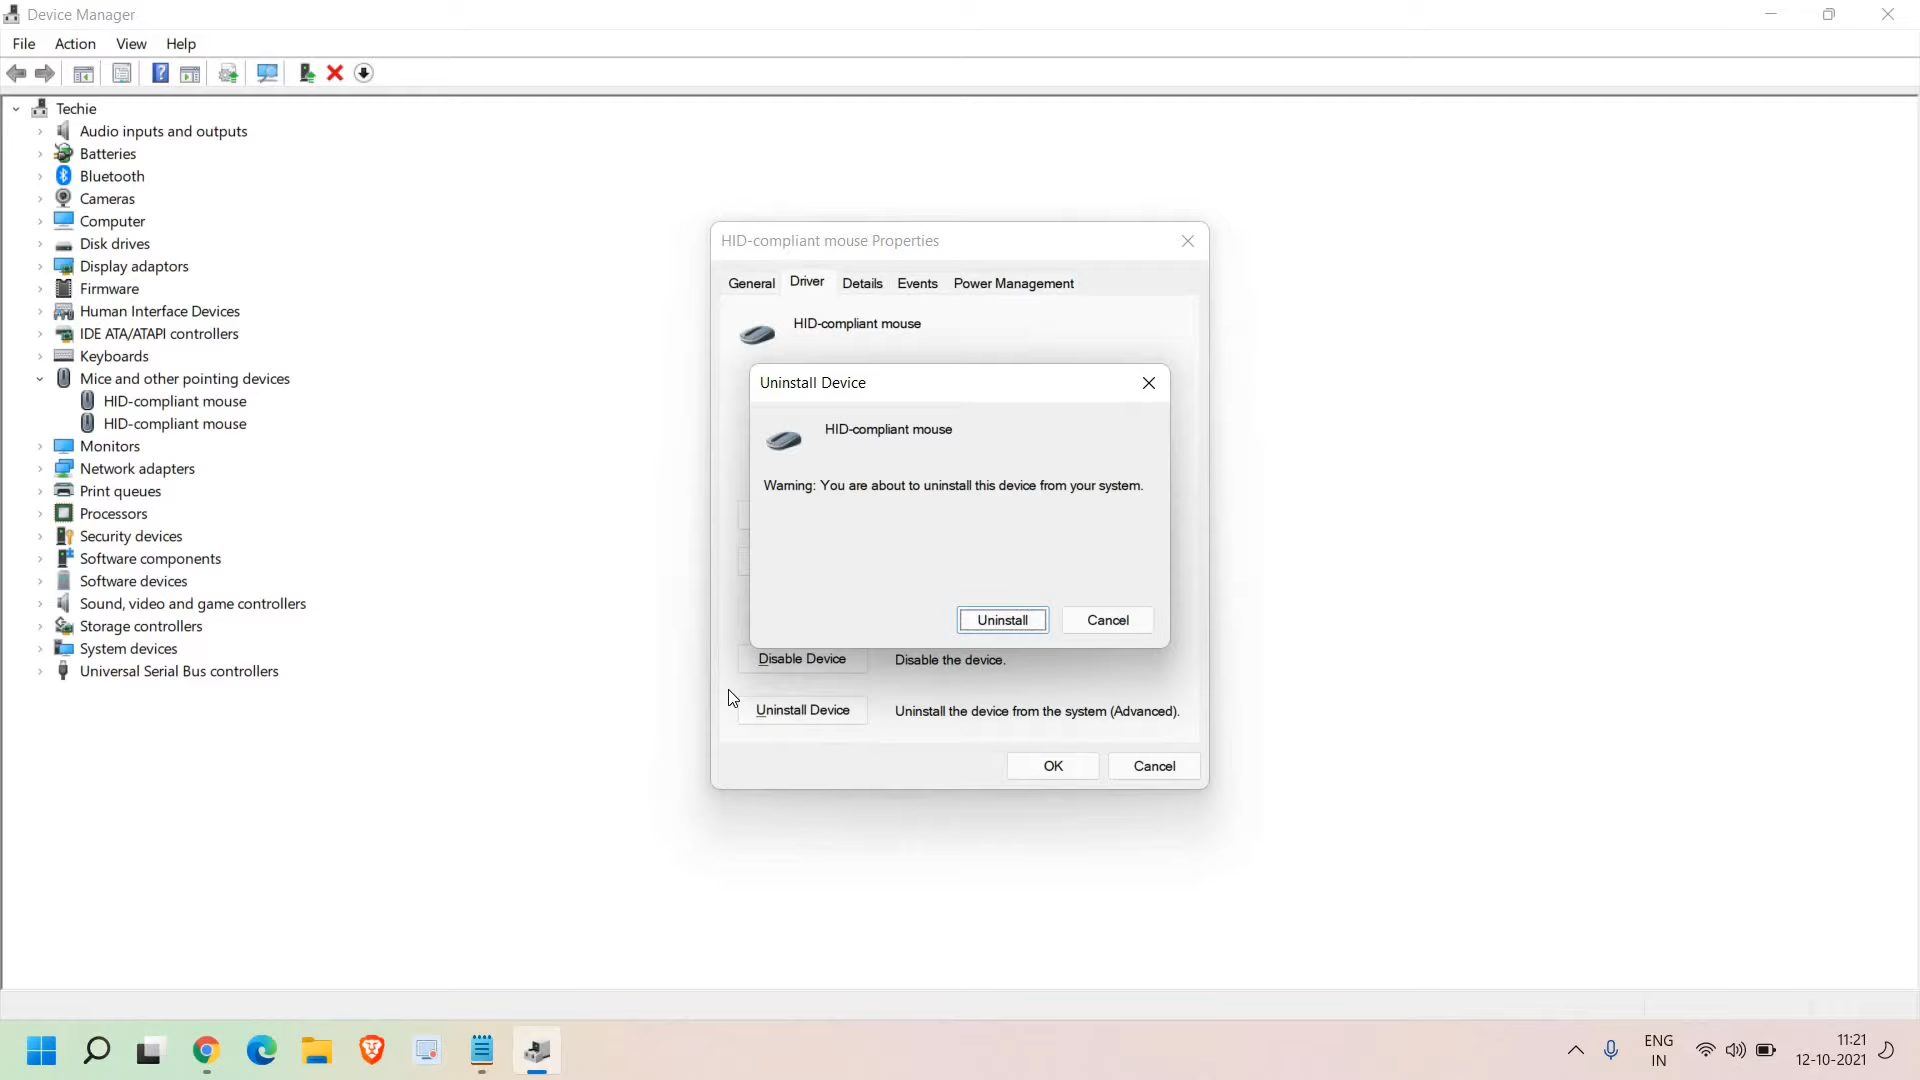 Device Manager
File Action View Help
Techie
Audio inputs and outputs
Batteries
Bluetooth
Cameras
Computer
Disk drives
Display adaptors
Firmware
Human Interface Devices
IDE ATA/ATAPI controllers
Keyboards
Mice and other pointing devices
HID-compliant mouse
HID-compliant mouse
Monitors
Network adapters
Print queues
Processors
Security devices
Software components
Software devices
Sound, video and game controllers
Storage controllers
System devices
Universal Serial Bus controllers
HID-compliant mouse Properties
General Driver Details Events Power Management
HID-compliant mouse
Uninstall Device
HID-compliant mouse
Warning: You are about to uninstall this device from your system.
Uninstall Cancel
Disable Device Disable the device.
Uninstall Device Uninstall the device from the system (Advanced).
OK Cancel
ENG
IN
11:21
12-10-2021